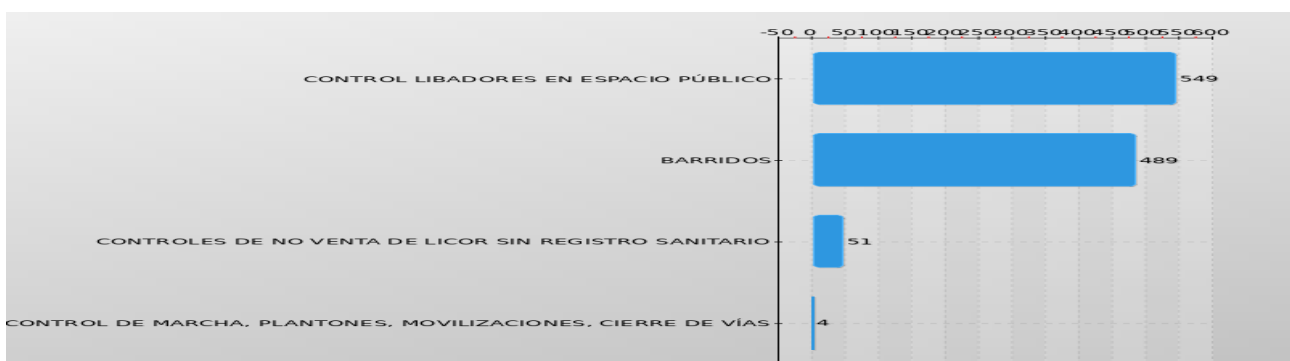 -50 0 50 100 150 200 250 300 350 400 450 500 550 600
CONTROL LIBADORES EN ESPACIO PÚBLICO 549
BARRIDOS 489
CONTROLES DE NO VENTA DE LICOR SIN REGISTRO SANITARIO 51
CONTROL DE MARCHA, PLANTONES, MOVILIZACIONES, CIERRE DE VÍAS 4